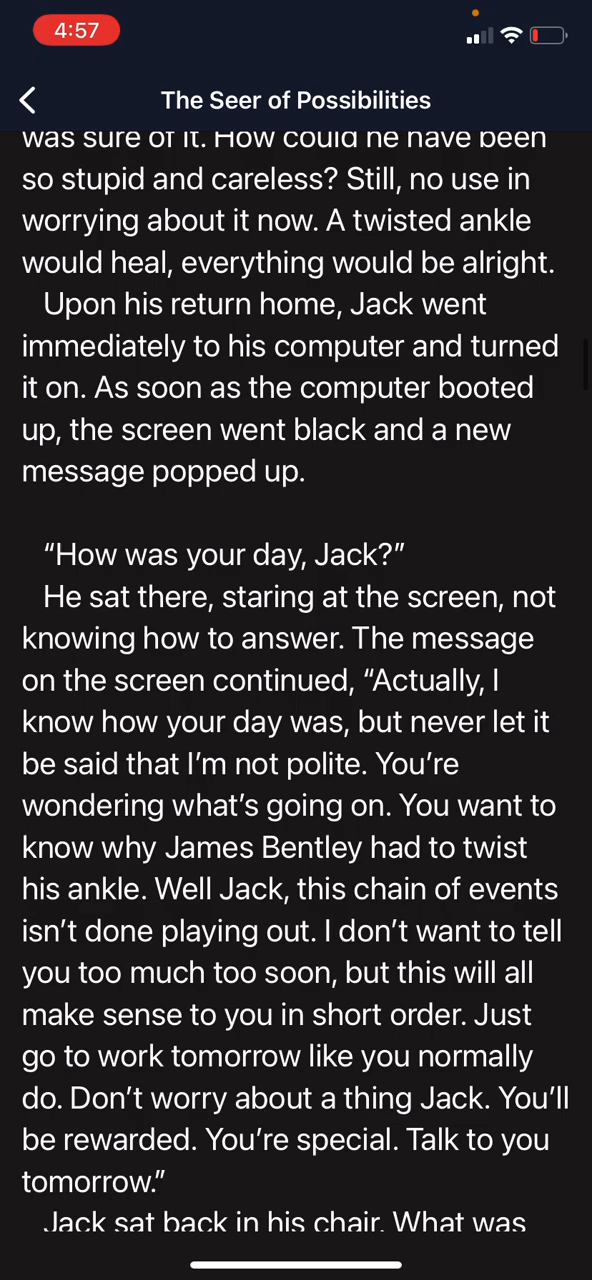 4:57
The Seer of Possibilities
was sure of it. How could he have been
so stupid and careless? Still, no use in
worrying about it now. A twisted ankle
would heal, everything would be alright.
Upon his return home, Jack went
immediately to his computer and turned
it on. As soon as the computer booted
up, the screen went black and a new
message popped up.
“How was your day, Jack?”
He sat there, staring at the screen, not
knowing how to answer. The message
on the screen continued, “Actually, I
know how your day was, but never let it
be said that I’m not polite. You’re
wondering what’s going on. You want to
know why James Bentley had to twist
his ankle. Well Jack, this chain of events
isn’t done playing out. I don’t want to tell
you too much too soon, but this will all
make sense to you in short order. Just
go to work tomorrow like you normally
do. Don’t worry about a thing Jack. You’ll
be rewarded. You’re special. Talk to you
tomorrow.”
Jack sat back in his chair. What was